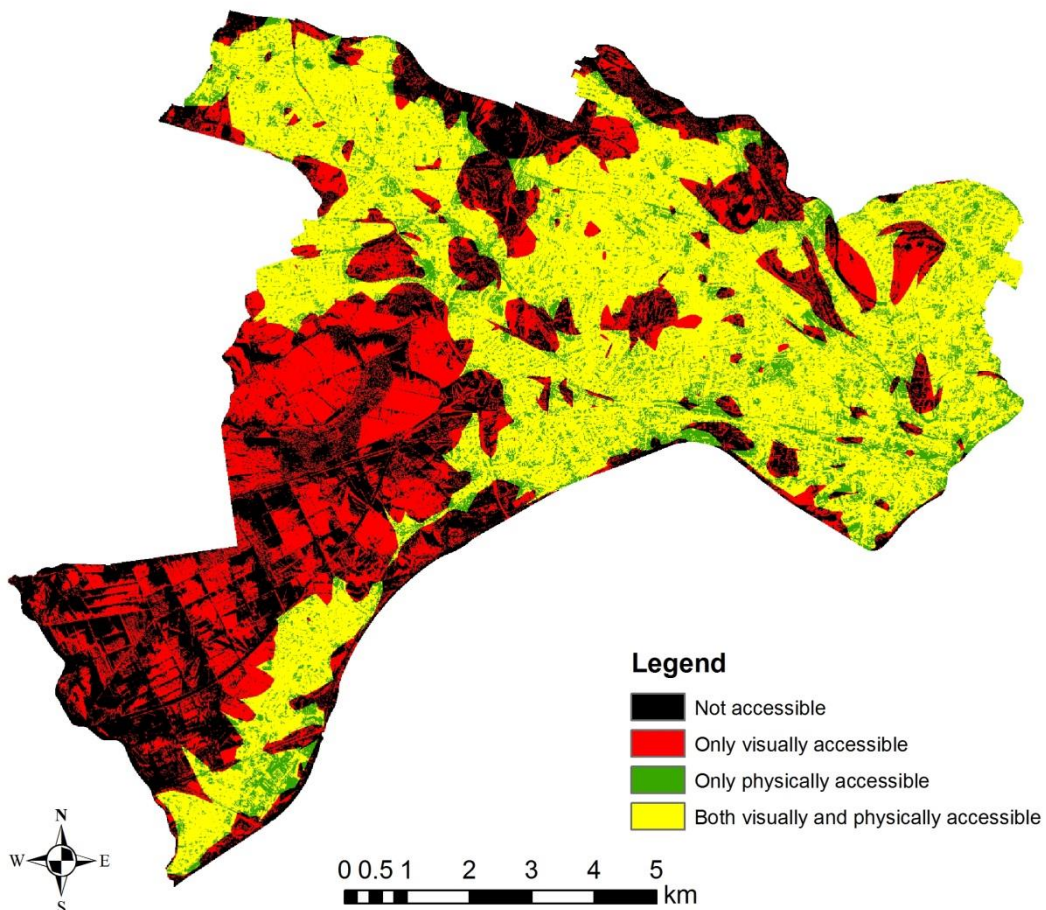 Legend
Not accessible
Only visually accessible
Only physically accessible
Both visually and physically accessible
N
W E
S
0 0.5 1 2 3 4 5
km